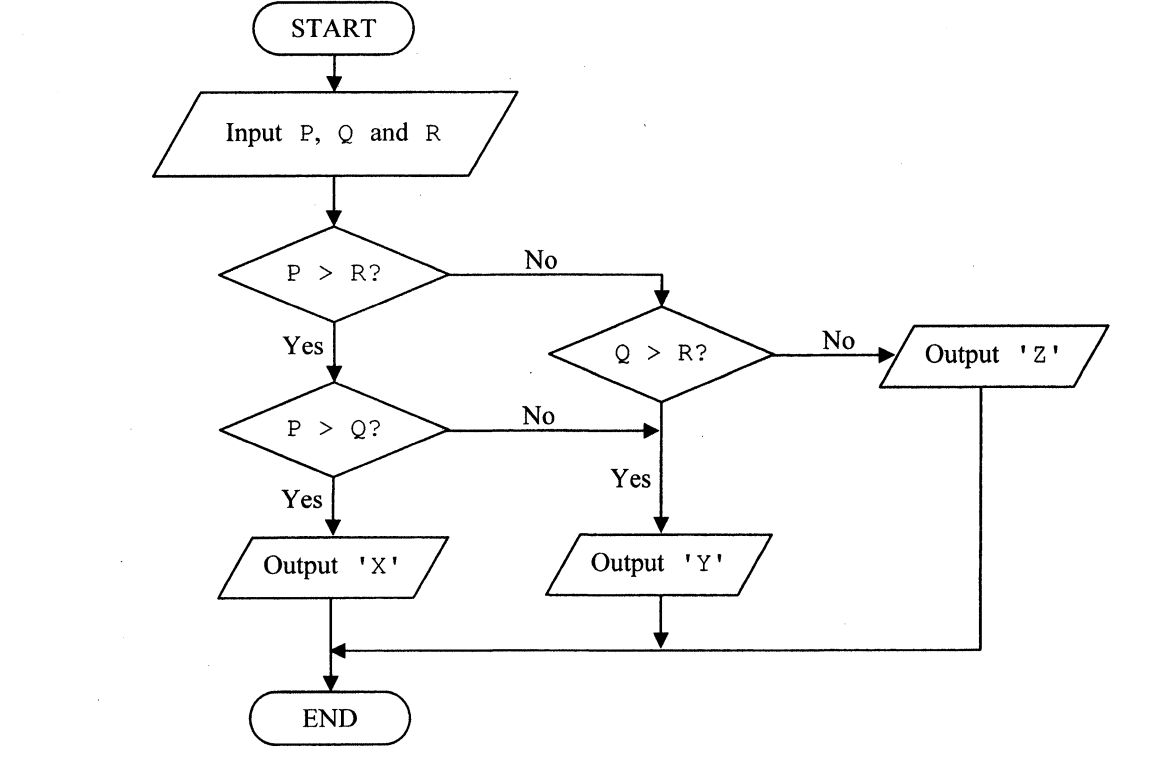 START
Input P, Q and R
P > R?
No
Yes
Q > R?
No
Output 'Z'
P > Q?
No
Yes
Yes
Output 'X'
Output 'Y'
END